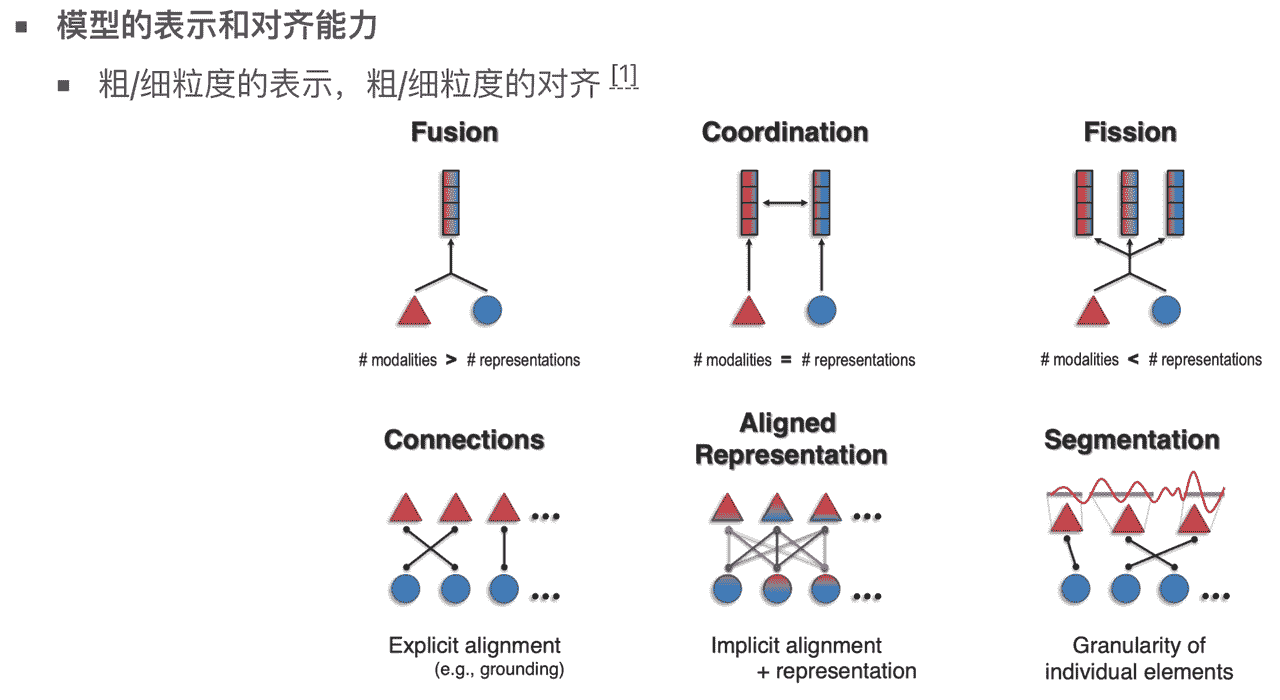 模型的表示和对齐能力
粗/细粒度的表示，粗/细粒度的对齐 [1]
Fusion
Coordination
Fission
# modalities > # representations
# modalities = # representations
# modalities < # representations
Connections
Aligned
Representation
Segmentation
Explicit alignment
(e.g., grounding)
Implicit alignment
+ representation
Granularity of
individual elements